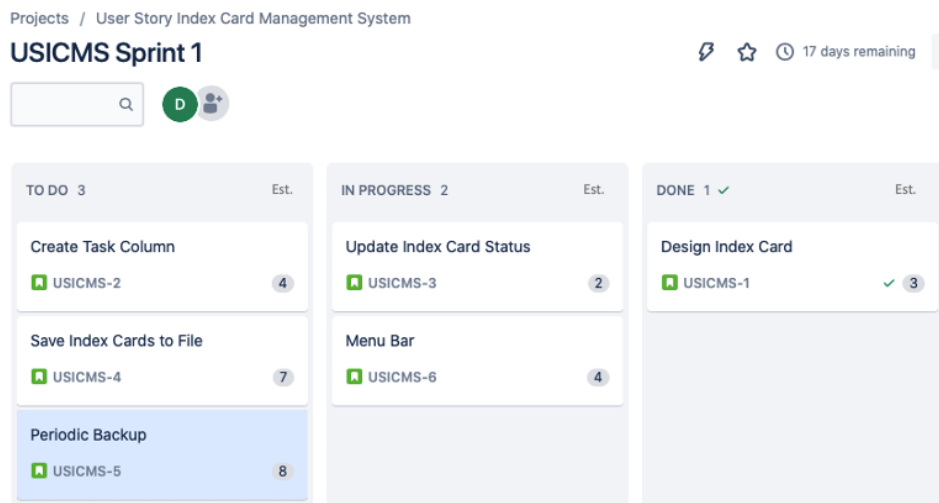 Projects / User Story Index Card Management System
USICMS Sprint 1
17 days remaining
D
TO DO 3 Est.
Create Task Column
USICMS-2 4
Save Index Cards to File
USICMS-4 7
Periodic Backup
USICMS-5 8
IN PROGRESS 2 Est.
Update Index Card Status
USICMS-3 2
Menu Bar
USICMS-6 4
DONE 1 Est.
Design Index Card
USICMS-1 3